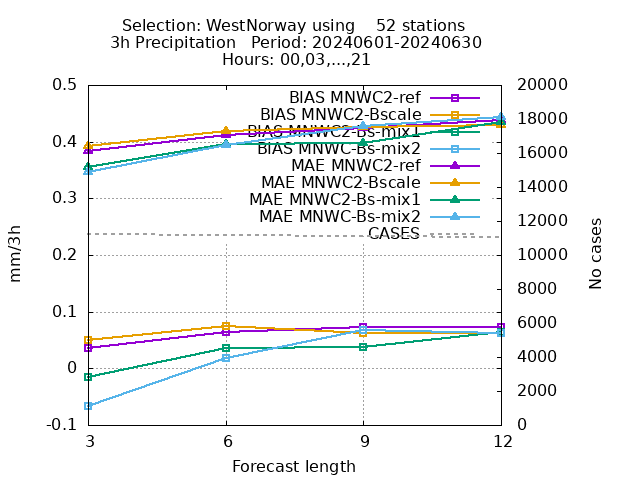 Selection: WestNorway using 52 stations
3h Precipitation Period: 20240601-20240630
Hours: 00,03,...,21
0.5
0.4
0.3
0.2
0.1
0
-0.1
mm/3h
BIAS MNWC2-ref
BIAS MNWC2-Bscale
BIAS MNWC2-Bs-mix1
BIAS MNWC-Bs-mix2
MAE MNWC2-ref
MAE MNWC2-Bscale
MAE MNWC2-Bs-mix1
MAE MNWC-Bs-mix2
CASES
20000
18000
16000
14000
12000
10000
8000
6000
4000
2000
0
No cases
3 6 9 12
Forecast length